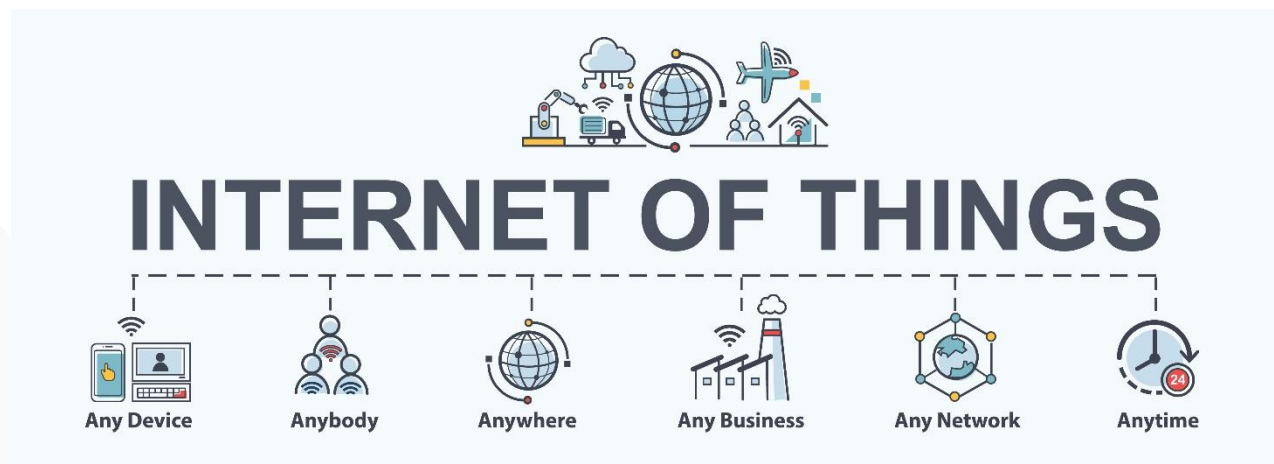 INTERNET OF THINGS
Any Device
Anybody
Anywhere
Any Business
Any Network
24
Anytime